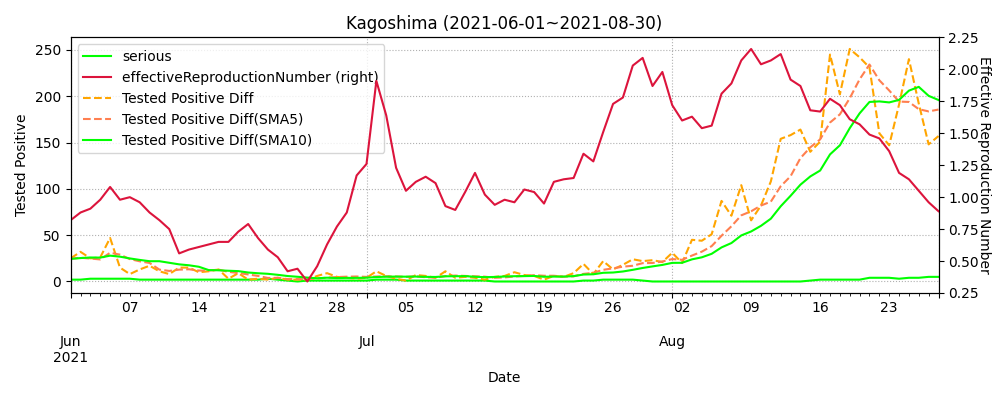 Kagoshima (2021-06-01~2021-08-30)
serious
effectiveReproductionNumber (right)
Tested Positive Diff
Tested Positive Diff(SMA5)
Tested Positive Diff(SMA10)
Tested Positive
250
200
150
100
50
0
Effective Reproduction Number
2.25
2.00
1.75
1.50
1.25
1.00
0.75
0.50
0.25
07 14 21 28 05 12 19 26 02 09 16 23
Jun Jul Aug
2021
Date